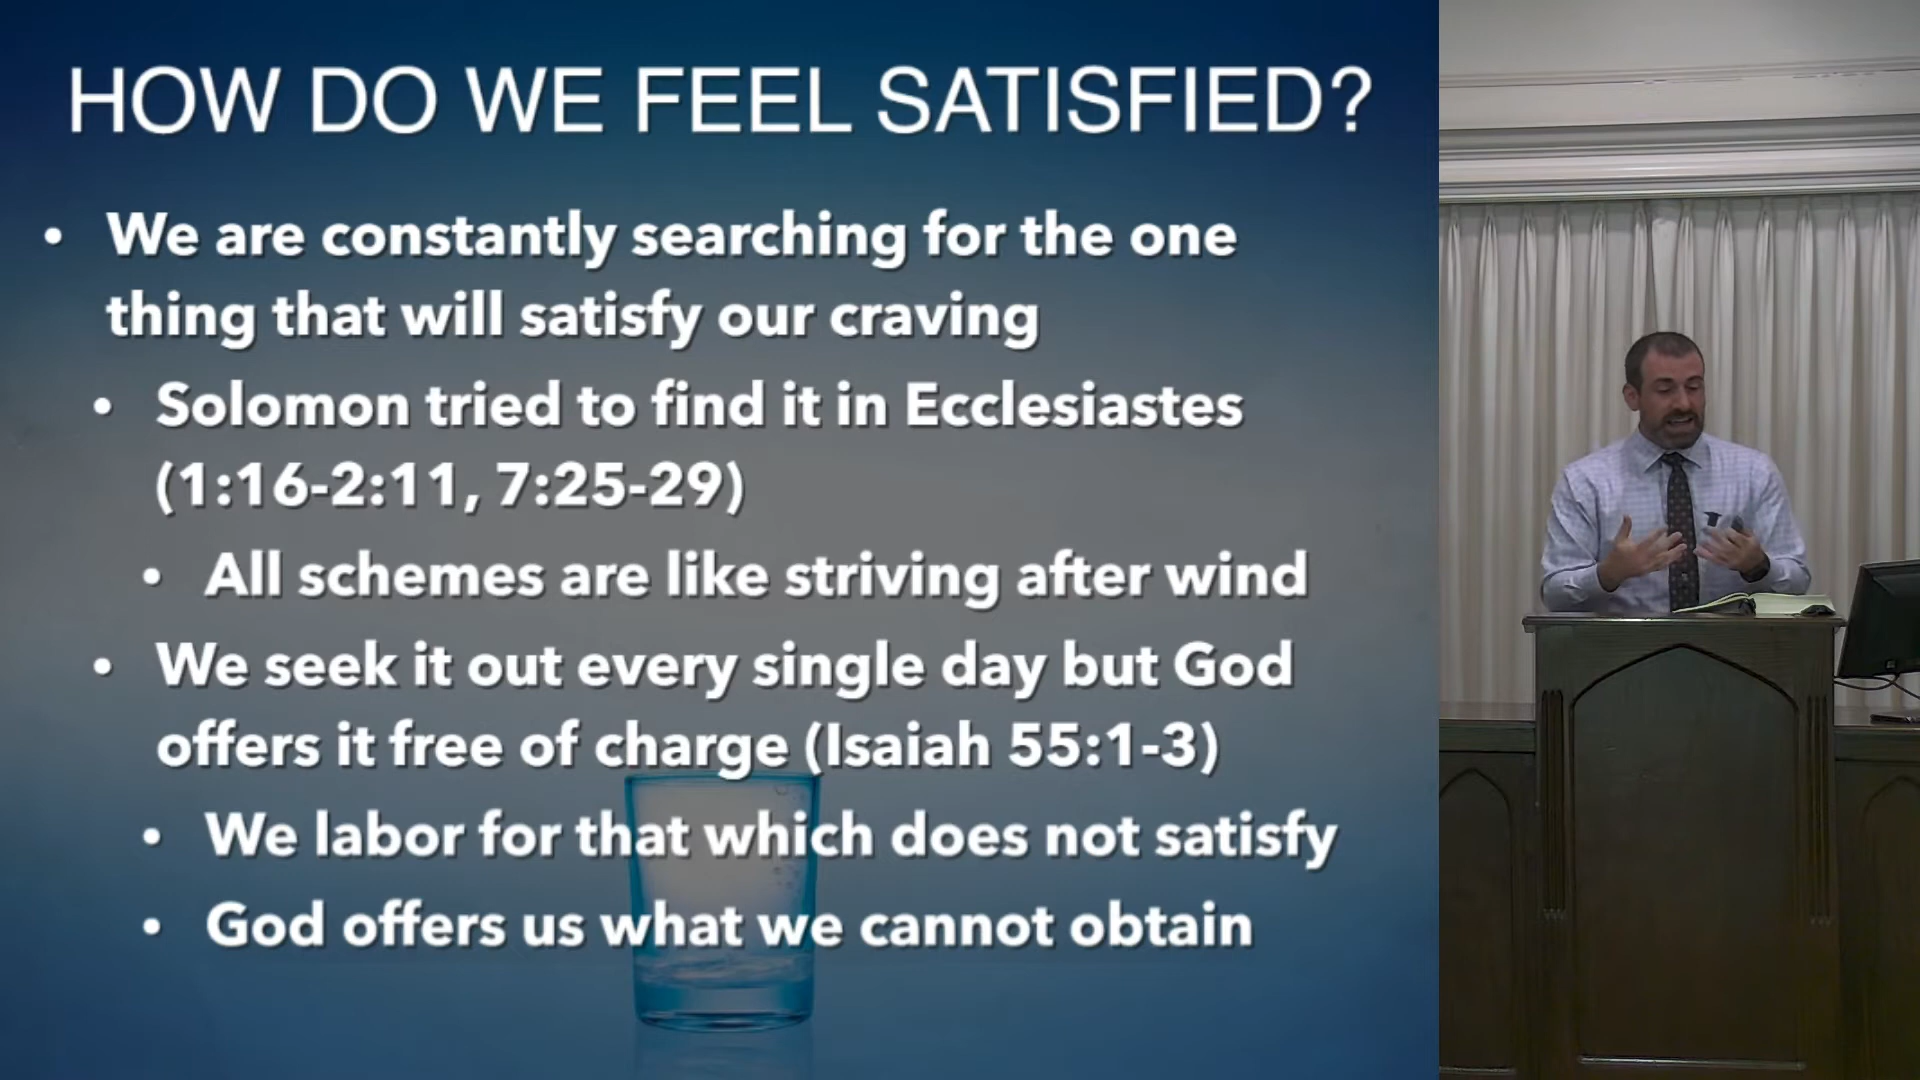 HOW DO WE FEEL SATISFIED?
• We are constantly searching for the one
thing that will satisfy our craving
• Solomon tried to find it in Ecclesiastes
(1:16-2:11, 7:25-29)
• All schemes are like striving after wind
• We seek it out every single day but God
offers it free of charge (Isaiah 55:1-3)
• We labor for that which does not satisfy
• God offers us what we cannot obtain